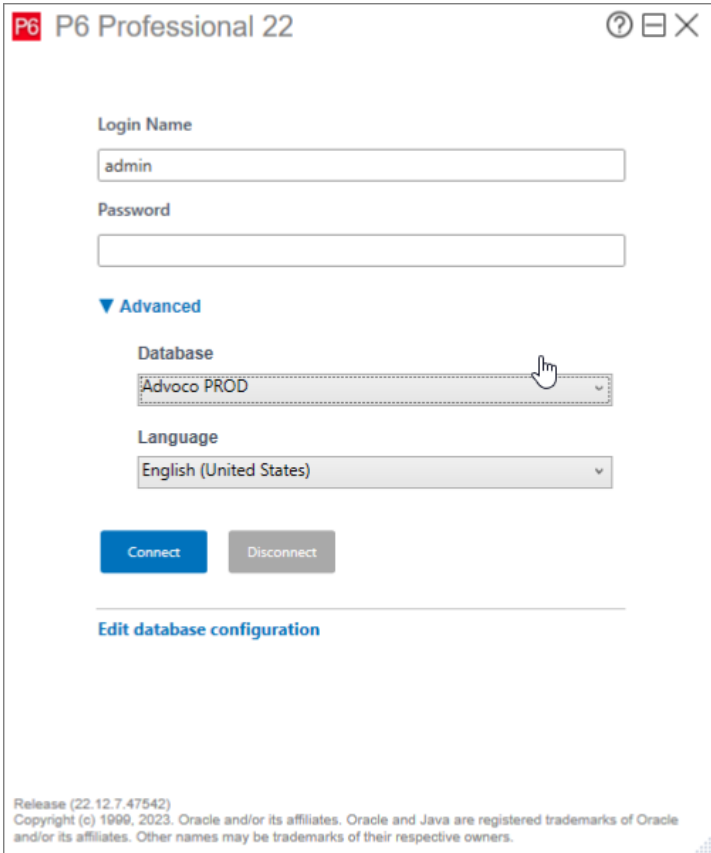 P6 P6 Professional 22
Login Name
admin
Password
Advanced
Database
Advoco PROD
Language
English (United States)
Connect Disconnect
Edit database configuration
Release (22.12.7.47542)
Copyright (c) 1999, 2023. Oracle and/or its affiliates. Oracle and Java are registered trademarks of Oracle
and/or its affiliates. Other names may be trademarks of their respective owners.